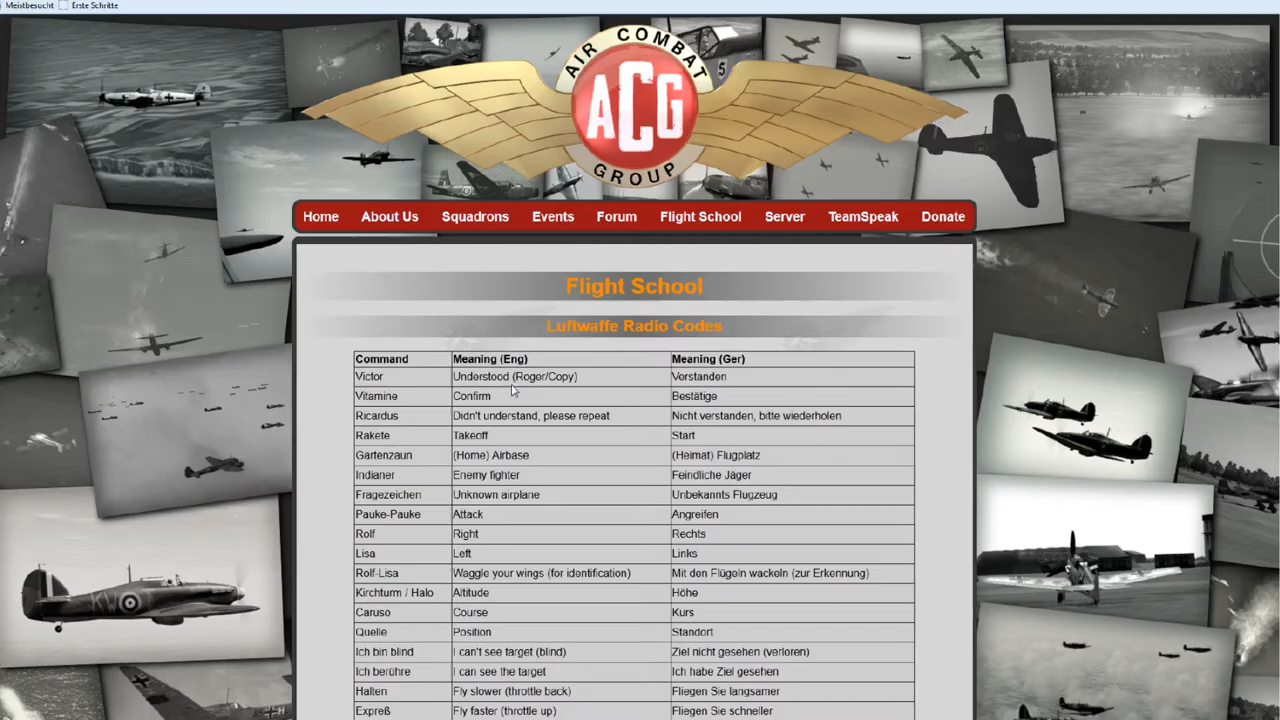 Meistbesucht Erste Schritte
AIR COMBAT
ACG
GROUP
5
Home About Us Squadrons Events Forum Flight School Server TeamSpeak Donate
Flight School
Luftwaffe Radio Codes
Command Meaning (Eng) Meaning (Ger)
Victor Understood (Roger/Copy) Verstanden
Vitamine Confirm Bestätige
Ricardus Didn't understand, please repeat Nicht verstanden, bitte wiederholen
Rakete Takeoff Start
Gartenzaun (Home) Airbase (Heimat) Flugplatz
Indianer Enemy fighter Feindliche Jäger
Fragezeichen Unknown airplane Unbekannts Flugzeug
Pauke-Pauke Attack Angreifen
Rolf Right Rechts
Lisa Left Links
Rolf-Lisa Waggle your wings (for identification) Mit den Flügeln wackeln (zur Erkennung)
Kirchturm / Halo Altitude Höhe
Caruso Course Kurs
Quelle Position Standort
Ich bin blind I can't see target (blind) Ziel nicht gesehen (verloren)
Ich berühre I can see the target Ich habe Ziel gesehen
Halten Fly slower (throttle back) Fliegen Sie langsamer
Expreß Fly faster (throttle up) Fliegen Sie schneller
KW